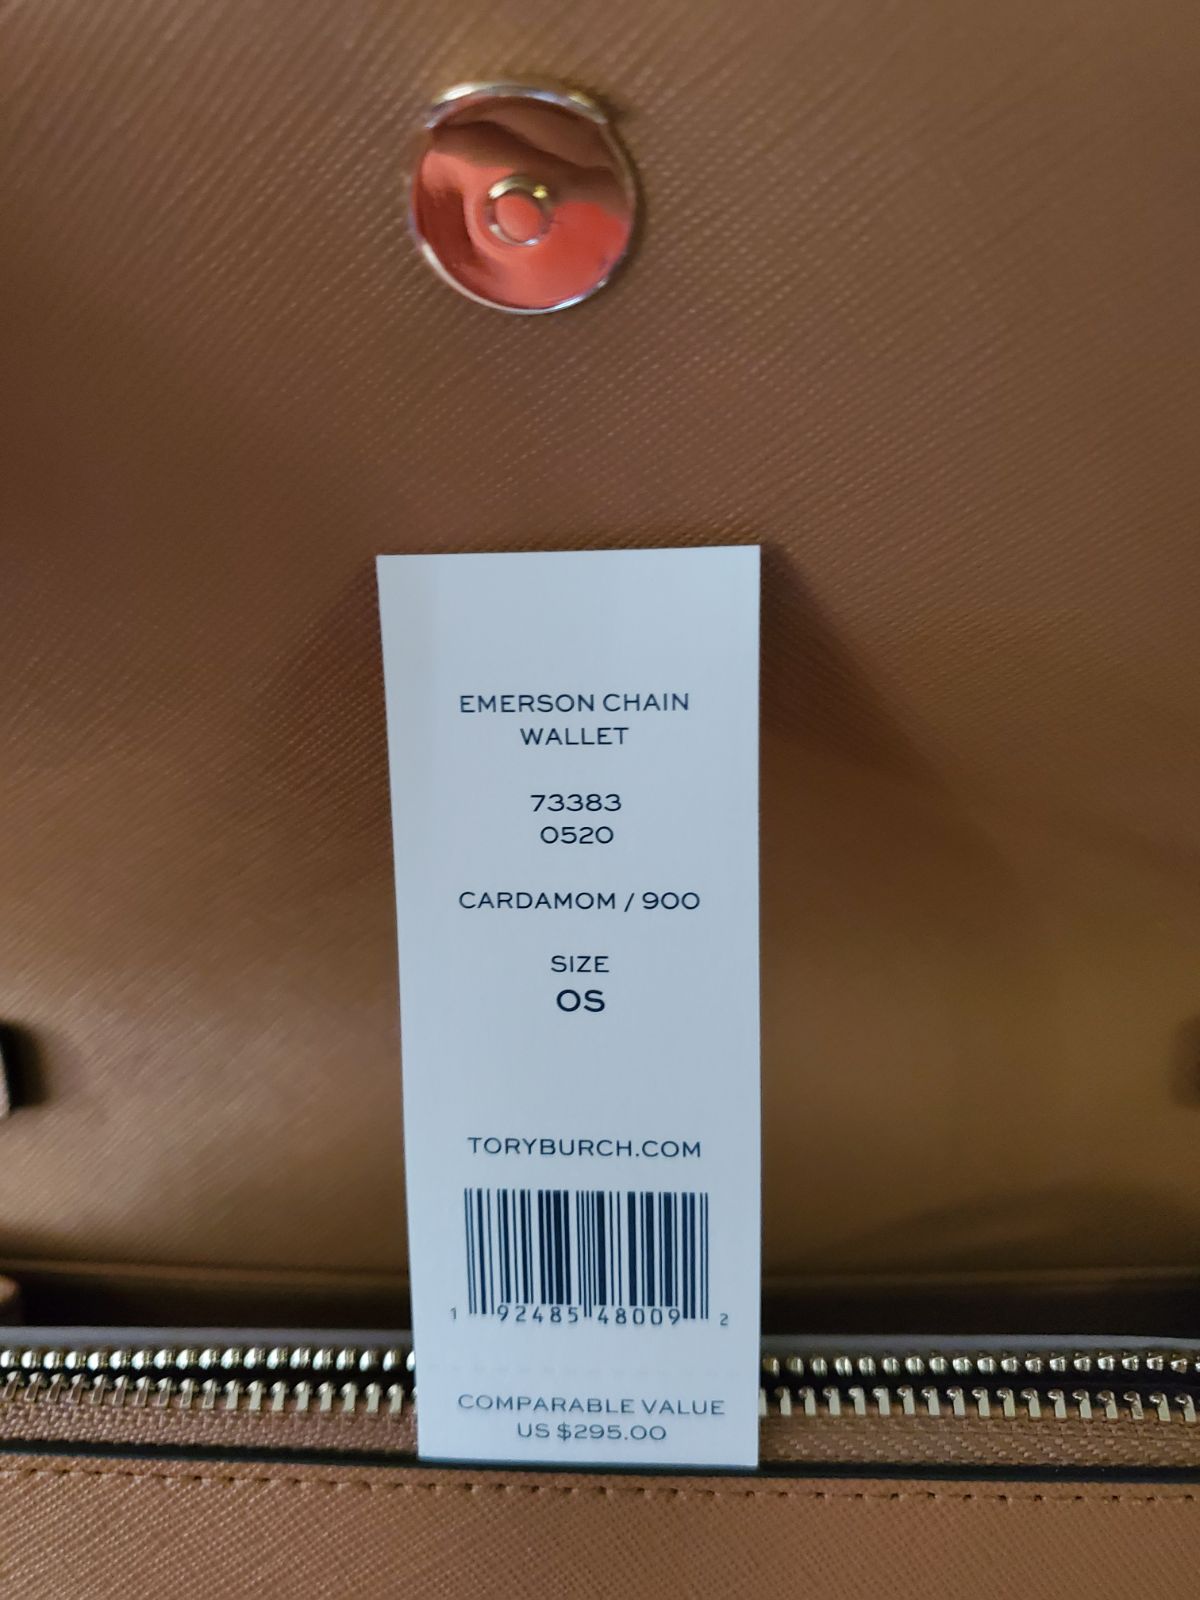 EMERSON CHAIN
WALLET
73383
0520
CARDAMOM / 900
SIZE
OS
TORYBURCH.COM
1 92485 48009 2
COMPARABLE VALUE
US $295.00